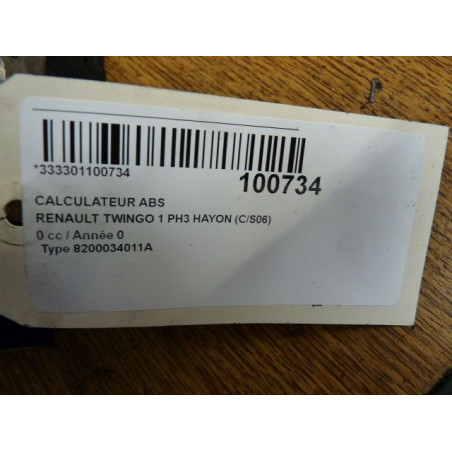 *333301100734
100734
CALCULATEUR ABS
RENAULT TWINGO 1 PH3 HAYON (C/S06)
0 cc / Année 0
Type 8200034011A